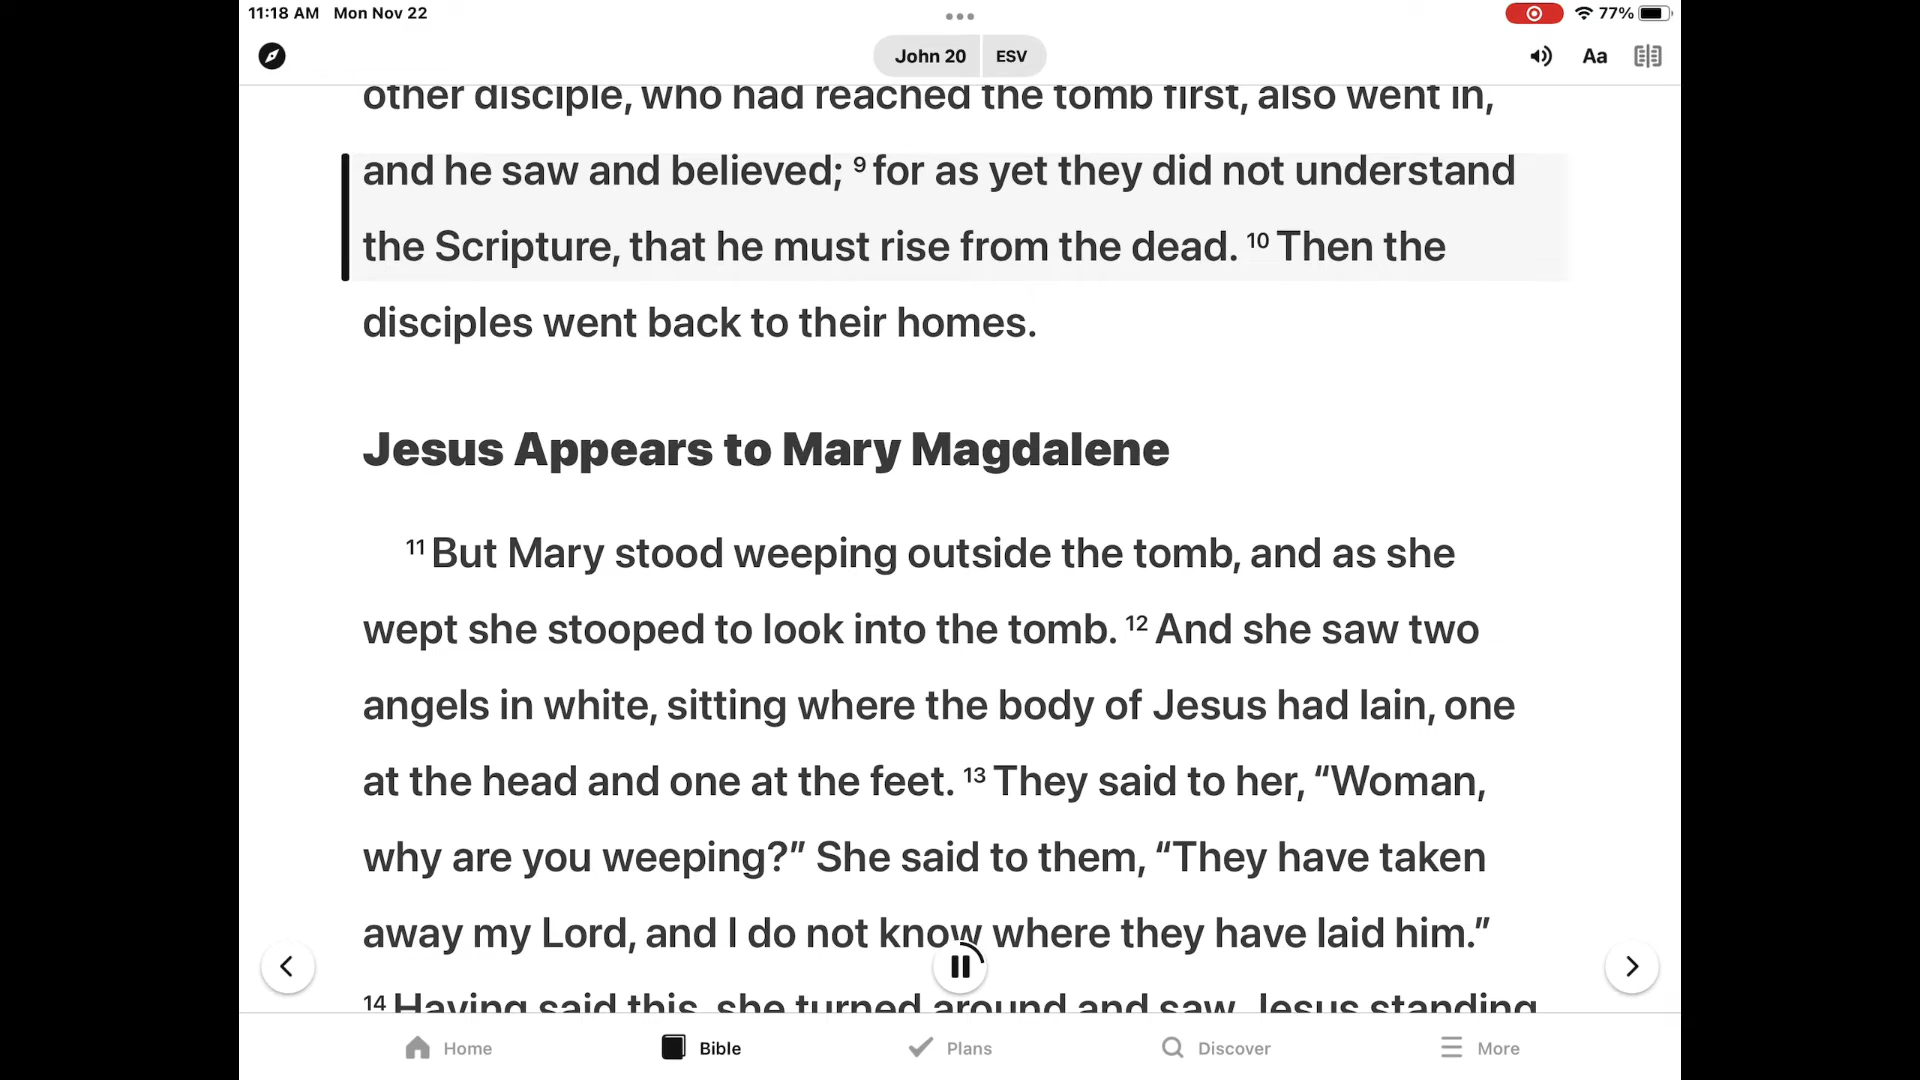 11:18 AM Mon Nov 22
77%
John 20 ESV
Aa
other disciple, who had reached the tomb first, also went in,
and he saw and believed; 9 for as yet they did not understand
the Scripture, that he must rise from the dead. 10 Then the
disciples went back to their homes.
Jesus Appears to Mary Magdalene
11 But Mary stood weeping outside the tomb, and as she
wept she stooped to look into the tomb. 12 And she saw two
angels in white, sitting where the body of Jesus had lain, one
at the head and one at the feet. 13 They said to her, “Woman,
why are you weeping?” She said to them, “They have taken
away my Lord, and I do not know where they have laid him.”
14 Having said this, she turned around and saw Jesus standing
Home Bible Plans Discover More